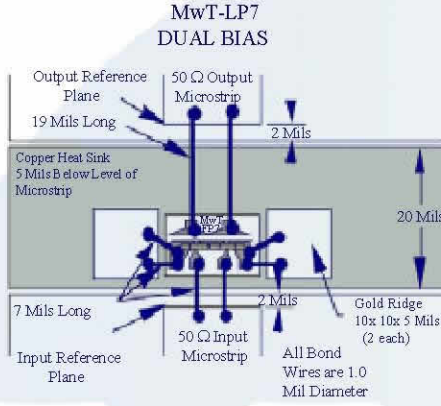 MwT-LP7
DUAL BIAS
Output Reference
Plane
50 Ω Output
Microstrip
19 Mils Long
2 Mils
Copper Heat Sink
5 Mils Below Level of
Microstrip
MwT
LP7
20 Mils
7 Mils Long
2 Mils
Gold Ridge
10x 10x 5 Mils
(2 each)
50 Ω Input
Microstrip
Input Reference
Plane
All Bond
Wires are 1.0
Mil Diameter